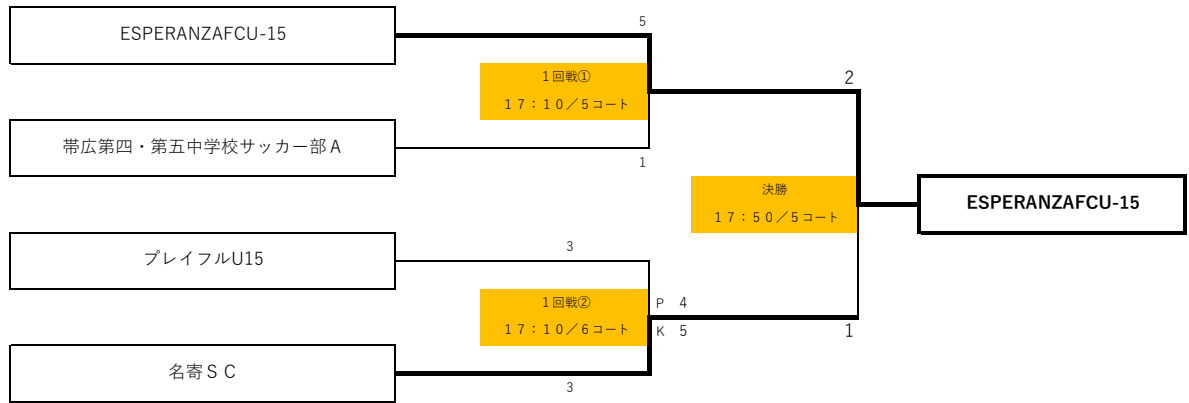 ESPERANZAFCU-15
5
1回戦①
17：10／5コート
2
帯広第四・第五中学校サッカー部A
1
決勝
17：50／5コート
ESPERANZAFCU-15
プレイフルU15
3
1回戦②
17：10／6コート
P 4
K 5
1
名寄ＳＣ
3